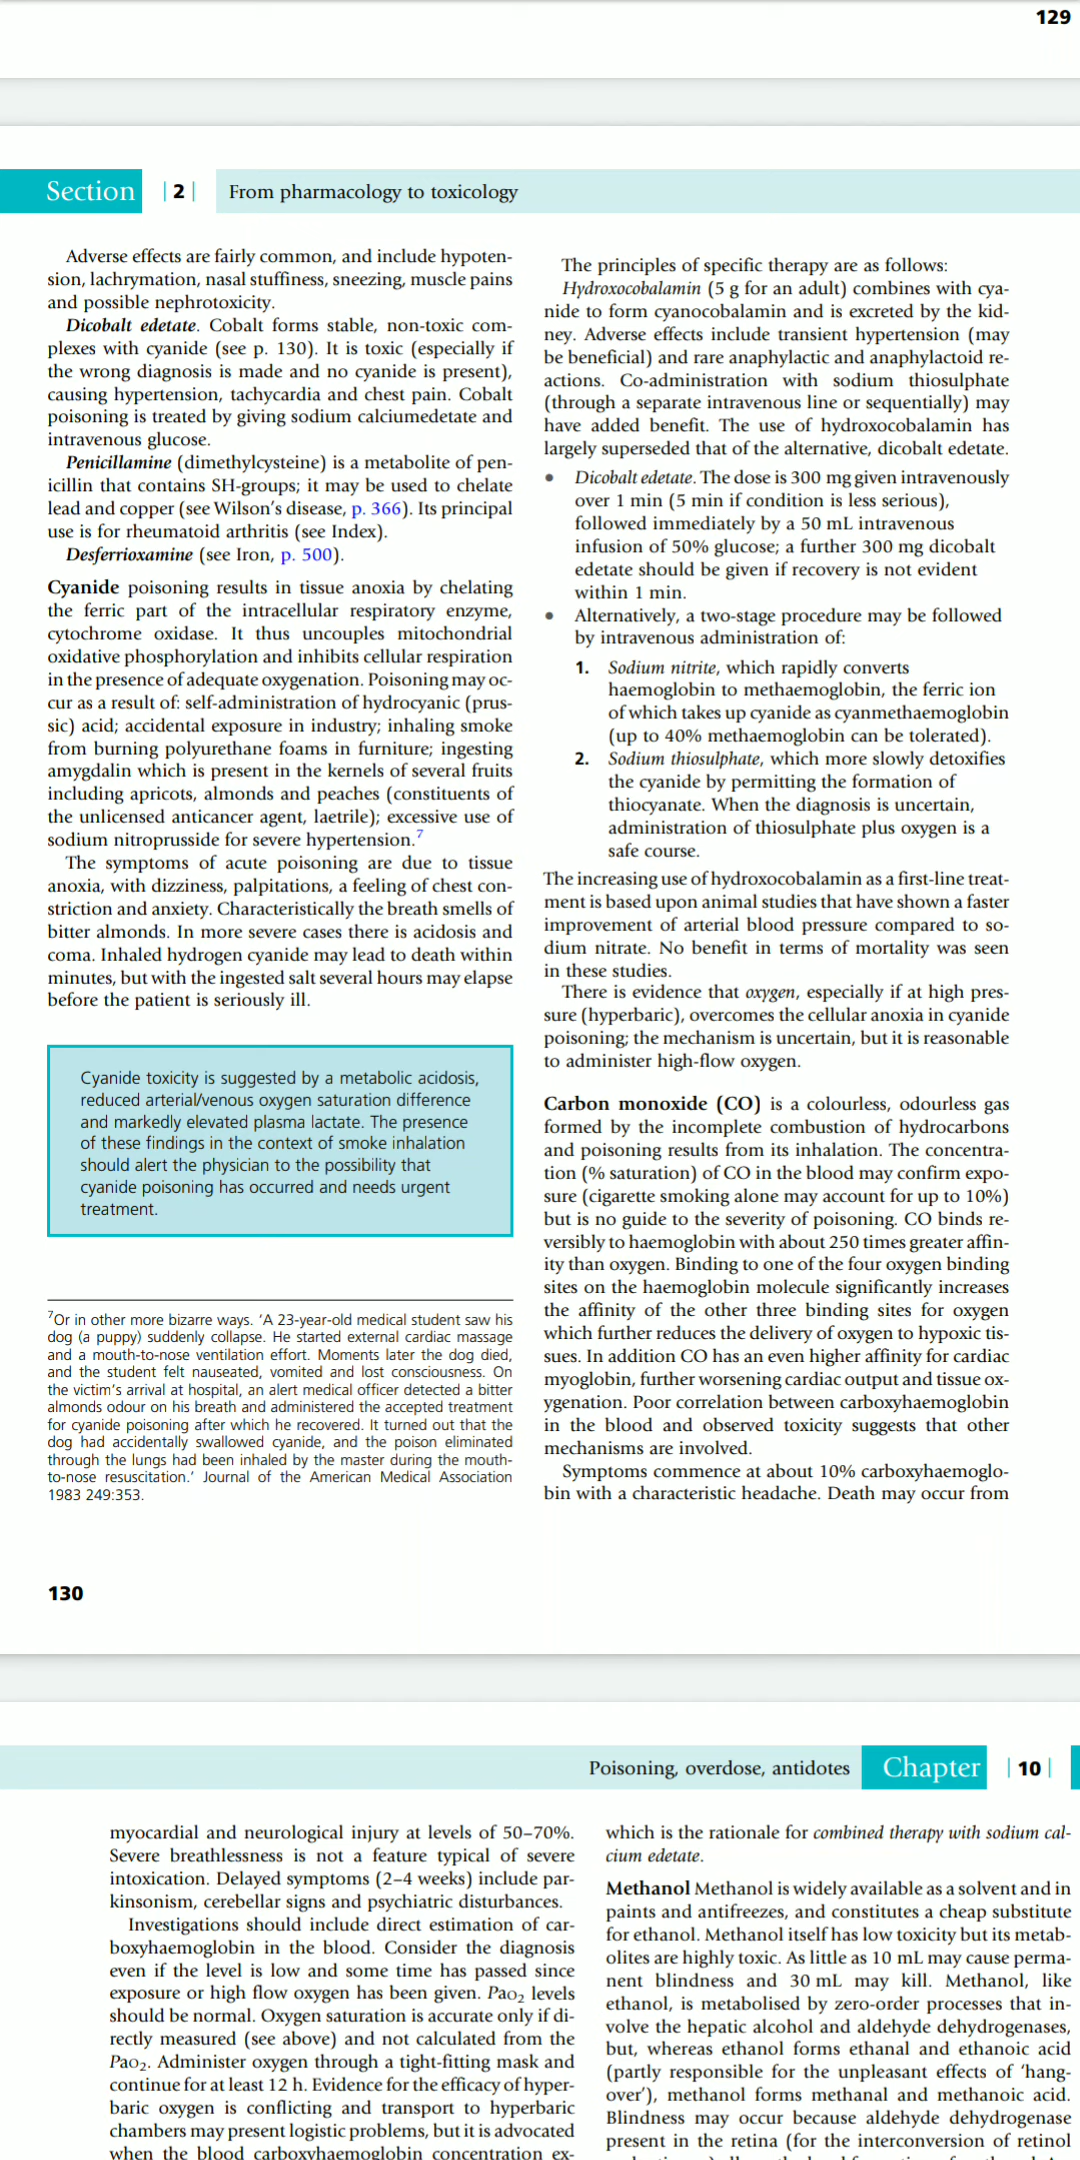 129
Section | 2 | From pharmacology to toxicology
Adverse effects are fairly common, and include hypoten-
sion, lachrymation, nasal stuffiness, sneezing, muscle pains
and possible nephrotoxicity.
Dicobalt edetate. Cobalt forms stable, non-toxic com-
plexes with cyanide (see p. 130). It is toxic (especially if
the wrong diagnosis is made and no cyanide is present),
causing hypertension, tachycardia and chest pain. Cobalt
poisoning is treated by giving sodium calciumedetate and
intravenous glucose.
Penicillamine (dimethylcysteine) is a metabolite of pen-
icillin that contains SH-groups; it may be used to chelate
lead and copper (see Wilson's disease, p. 366). Its principal
use is for rheumatoid arthritis (see Index).
Desferrioxamine (see Iron, p. 500).
Cyanide poisoning results in tissue anoxia by chelating
the ferric part of the intracellular respiratory enzyme,
cytochrome oxidase. It thus uncouples mitochondrial
oxidative phosphorylation and inhibits cellular respiration
in the presence of adequate oxygenation. Poisoning may oc-
cur as a result of: self-administration of hydrocyanic (prus-
sic) acid; accidental exposure in industry; inhaling smoke
from burning polyurethane foams in furniture; ingesting
amygdalin which is present in the kernels of several fruits
including apricots, almonds and peaches (constituents of
the unlicensed anticancer agent, laetrile); excessive use of
sodium nitroprusside for severe hypertension.⁷
The symptoms of acute poisoning are due to tissue
anoxia, with dizziness, palpitations, a feeling of chest con-
striction and anxiety. Characteristically the breath smells of
bitter almonds. In more severe cases there is acidosis and
coma. Inhaled hydrogen cyanide may lead to death within
minutes, but with the ingested salt several hours may elapse
before the patient is seriously ill.
Cyanide toxicity is suggested by a metabolic acidosis,
reduced arterial/venous oxygen saturation difference
and markedly elevated plasma lactate. The presence
of these findings in the context of smoke inhalation
should alert the physician to the possibility that
cyanide poisoning has occurred and needs urgent
treatment.
⁷Or in other more bizarre ways. 'A 23-year-old medical student saw his
dog (a puppy) suddenly collapse. He started external cardiac massage
and a mouth-to-nose ventilation effort. Moments later the dog died,
and the student felt nauseated, vomited and lost consciousness. On
the victim's arrival at hospital, an alert medical officer detected a bitter
almonds odour on his breath and administered the accepted treatment
for cyanide poisoning after which he recovered. It turned out that the
dog had accidentally swallowed cyanide, and the poison eliminated
through the lungs had been inhaled by the master during the mouth-
to-nose resuscitation.' Journal of the American Medical Association
1983 249:353.
The principles of specific therapy are as follows:
Hydroxocobalamin (5 g for an adult) combines with cya-
nide to form cyanocobalamin and is excreted by the kid-
ney. Adverse effects include transient hypertension (may
be beneficial) and rare anaphylactic and anaphylactoid re-
actions. Co-administration with sodium thiosulphate
(through a separate intravenous line or sequentially) may
have added benefit. The use of hydroxocobalamin has
largely superseded that of the alternative, dicobalt edetate.
• Dicobalt edetate. The dose is 300 mg given intravenously
over 1 min (5 min if condition is less serious),
followed immediately by a 50 mL intravenous
infusion of 50% glucose; a further 300 mg dicobalt
edetate should be given if recovery is not evident
within 1 min.
• Alternatively, a two-stage procedure may be followed
by intravenous administration of:
1. Sodium nitrite, which rapidly converts
haemoglobin to methaemoglobin, the ferric ion
of which takes up cyanide as cyanmethaemoglobin
(up to 40% methaemoglobin can be tolerated).
2. Sodium thiosulphate, which more slowly detoxifies
the cyanide by permitting the formation of
thiocyanate. When the diagnosis is uncertain,
administration of thiosulphate plus oxygen is a
safe course.
The increasing use of hydroxocobalamin as a first-line treat-
ment is based upon animal studies that have shown a faster
improvement of arterial blood pressure compared to so-
dium nitrate. No benefit in terms of mortality was seen
in these studies.
There is evidence that oxygen, especially if at high pres-
sure (hyperbaric), overcomes the cellular anoxia in cyanide
poisoning; the mechanism is uncertain, but it is reasonable
to administer high-flow oxygen.
Carbon monoxide (CO) is a colourless, odourless gas
formed by the incomplete combustion of hydrocarbons
and poisoning results from its inhalation. The concentra-
tion (% saturation) of CO in the blood may confirm expo-
sure (cigarette smoking alone may account for up to 10%)
but is no guide to the severity of poisoning. CO binds re-
versibly to haemoglobin with about 250 times greater affin-
ity than oxygen. Binding to one of the four oxygen binding
sites on the haemoglobin molecule significantly increases
the affinity of the other three binding sites for oxygen
which further reduces the delivery of oxygen to hypoxic tis-
sues. In addition CO has an even higher affinity for cardiac
myoglobin, further worsening cardiac output and tissue ox-
ygenation. Poor correlation between carboxyhaemoglobin
in the blood and observed toxicity suggests that other
mechanisms are involved.
Symptoms commence at about 10% carboxyhaemoglo-
bin with a characteristic headache. Death may occur from
130
Poisoning, overdose, antidotes Chapter | 10 |
myocardial and neurological injury at levels of 50–70%.
Severe breathlessness is not a feature typical of severe
intoxication. Delayed symptoms (2–4 weeks) include par-
kinsonism, cerebellar signs and psychiatric disturbances.
Investigations should include direct estimation of car-
boxyhaemoglobin in the blood. Consider the diagnosis
even if the level is low and some time has passed since
exposure or high flow oxygen has been given. Pao₂ levels
should be normal. Oxygen saturation is accurate only if di-
rectly measured (see above) and not calculated from the
Pao₂. Administer oxygen through a tight-fitting mask and
continue for at least 12 h. Evidence for the efficacy of hyper-
baric oxygen is conflicting and transport to hyperbaric
chambers may present logistic problems, but it is advocated
when the blood carboxyhaemoglobin concentration ex-
which is the rationale for combined therapy with sodium cal-
cium edetate.
Methanol Methanol is widely available as a solvent and in
paints and antifreezes, and constitutes a cheap substitute
for ethanol. Methanol itself has low toxicity but its metab-
olites are highly toxic. As little as 10 mL may cause perma-
nent blindness and 30 mL may kill. Methanol, like
ethanol, is metabolised by zero-order processes that in-
volve the hepatic alcohol and aldehyde dehydrogenases,
but, whereas ethanol forms ethanal and ethanoic acid
(partly responsible for the unpleasant effects of 'hang-
over'), methanol forms methanal and methanoic acid.
Blindness may occur because aldehyde dehydrogenase
present in the retina (for the interconversion of retinol